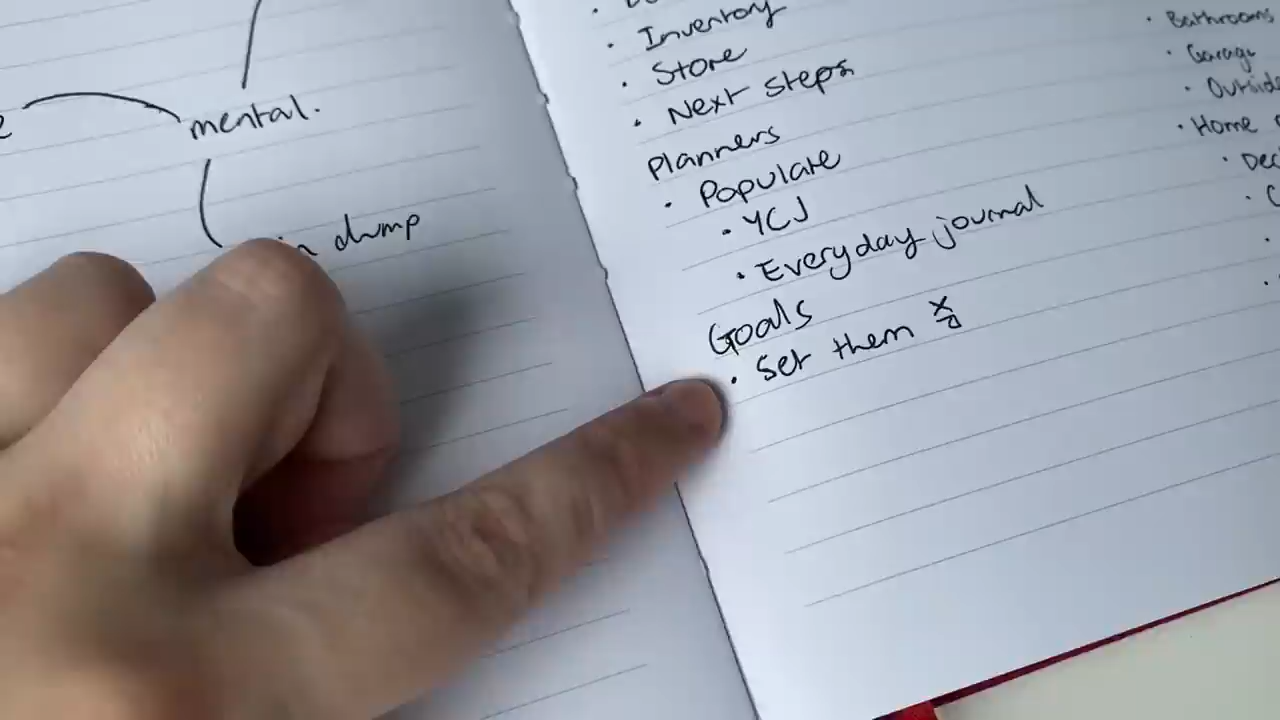 mental.
dump
• Inventory
• Store
• Next steps
Planners
• Populate
• YCJ
• Everyday journal
Goals
• Set them
• Bathrooms
• Garage
• Outside
• Home